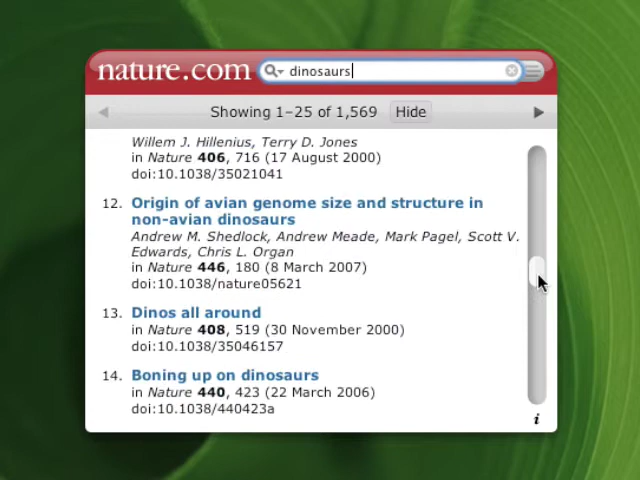 nature.com
dinosaurs
Showing 1–25 of 1,569 Hide
Willem J. Hillenius, Terry D. Jones
in Nature 406, 716 (17 August 2000)
doi:10.1038/35021041
12. Origin of avian genome size and structure in
non-avian dinosaurs
Andrew M. Shedlock, Andrew Meade, Mark Pagel, Scott V.
Edwards, Chris L. Organ
in Nature 446, 180 (8 March 2007)
doi:10.1038/nature05621
13. Dinos all around
in Nature 408, 519 (30 November 2000)
doi:10.1038/35046157
14. Boning up on dinosaurs
in Nature 440, 423 (22 March 2006)
doi:10.1038/440423a
i